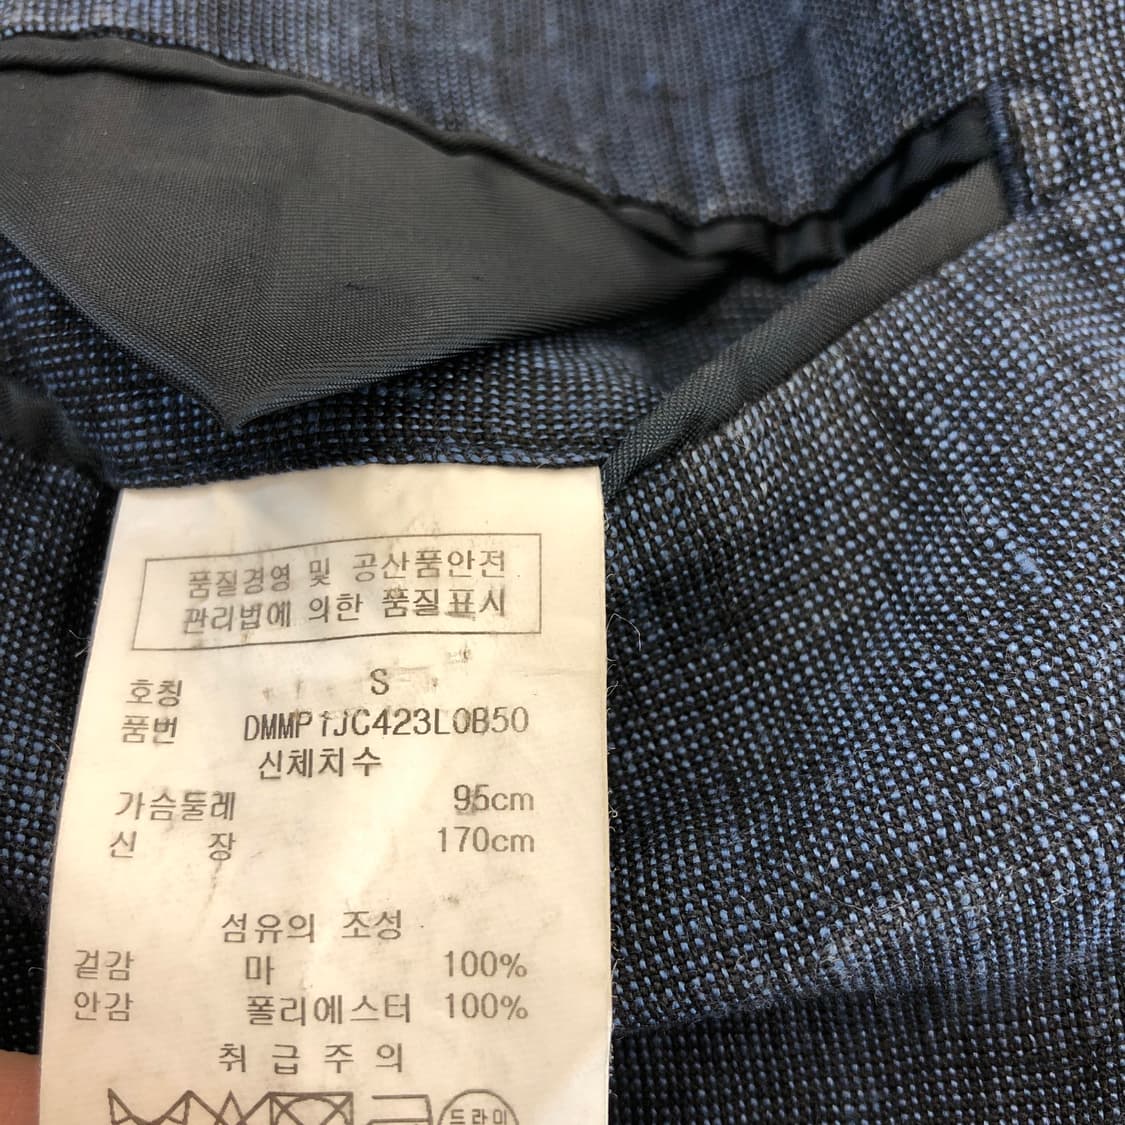 품질경영 및 공산품안전
관리법에 의한 품질표시
호칭 S
품번 DMMP1JC423L0B50
신체치수
가슴둘레 95cm
신 장 170cm
섬유의 조성
겉감 마 100%
안감 폴리에스터 100%
취 급 주 의
드라이